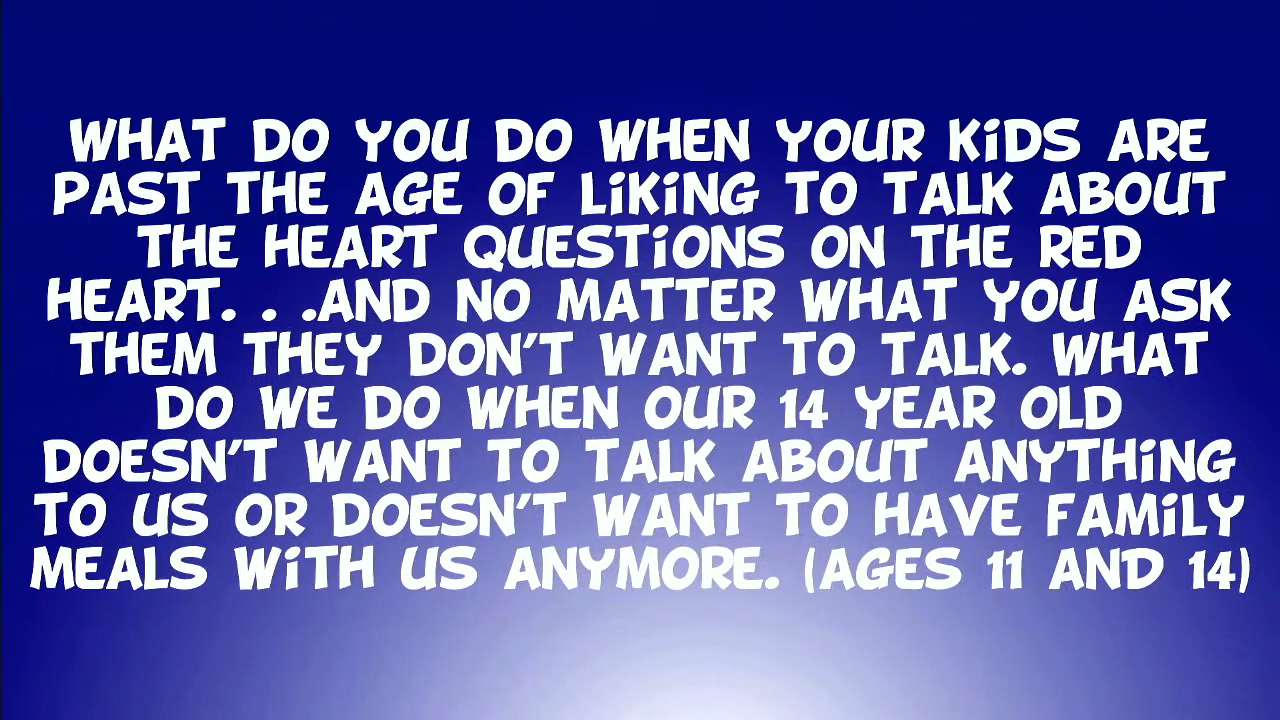 WHAT DO YOU DO WHEN YOUR KiDS ARE
PAST THE AGE OF LiKiNG TO TALK ABOUT
THE HEART QUESTiONS ON THE RED
HEART. . .AND NO MATTER WHAT YOU ASK
THEM THEY DON'T WANT TO TALK. WHAT
DO WE DO WHEN OUR 14 YEAR OLD
DOESN'T WANT TO TALK ABOUT ANYTHiNG
TO US OR DOESN'T WANT TO HAVE FAMiLY
MEALS WiTH US ANYMORE. (AGES 11 AND 14)